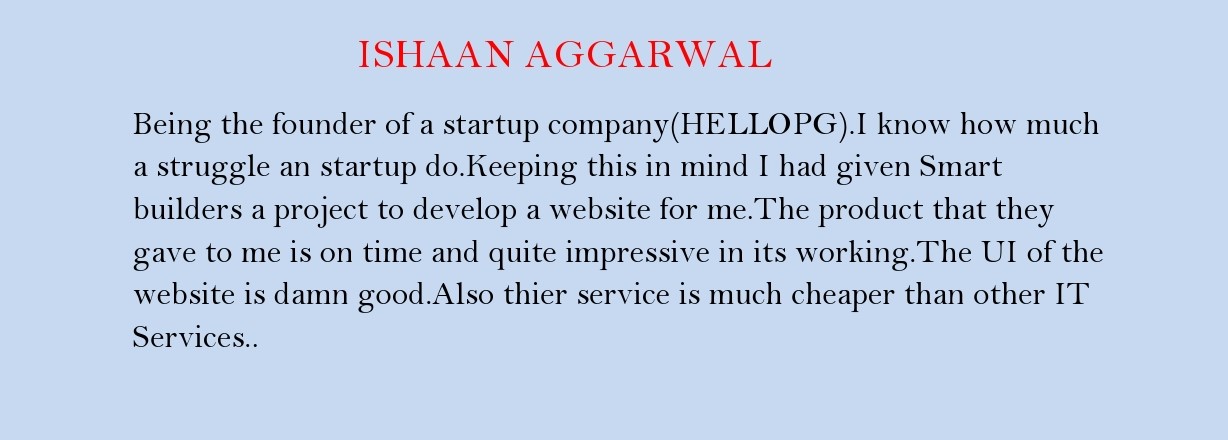 ISHAAN AGGARWAL
Being the founder of a startup company(HELLOPG).I know how much
a struggle an startup do.Keeping this in mind I had given Smart
builders a project to develop a website for me.The product that they
gave to me is on time and quite impressive in its working.The UI of the
website is damn good.Also thier service is much cheaper than other IT
Services..